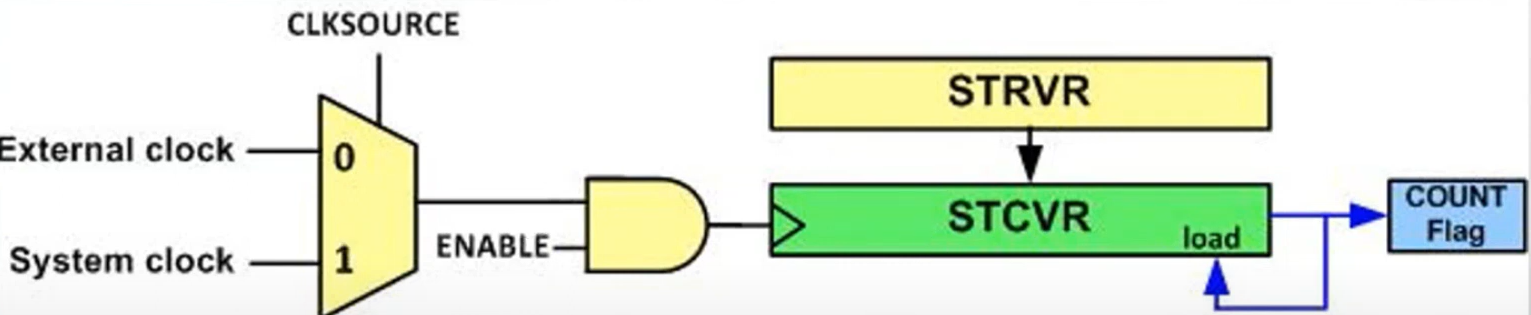 CLKSOURCE
STRVR
External clock
0
STCVR
load
COUNT
Flag
ENABLE
System clock
1